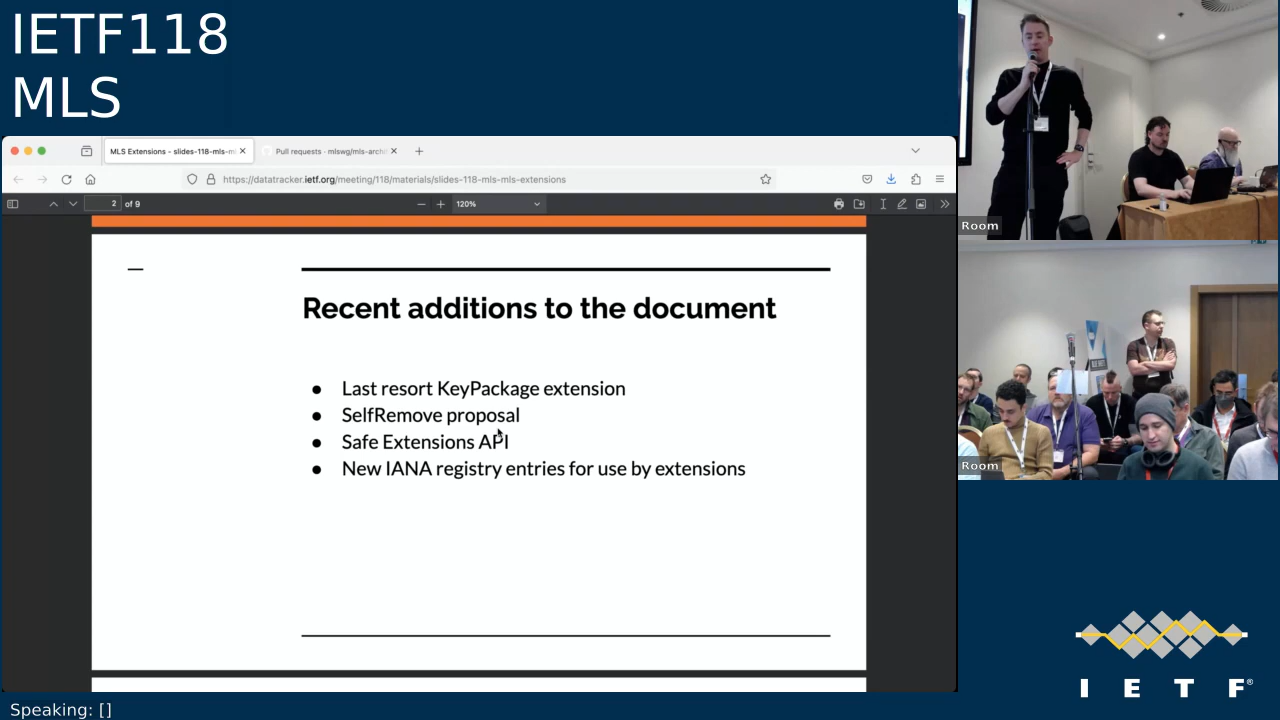 IETF118
MLS
MLS Extensions – slides-118-mls-m
Pull requests · mlswg/mls-archi
https://datatracker.ietf.org/meeting/118/materials/slides-118-mls-mls-extensions
2 of 9
120%
Recent additions to the document
● Last resort KeyPackage extension
● SelfRemove proposal
● Safe Extensions API
● New IANA registry entries for use by extensions
Room
Room
I E T F®
Speaking: []